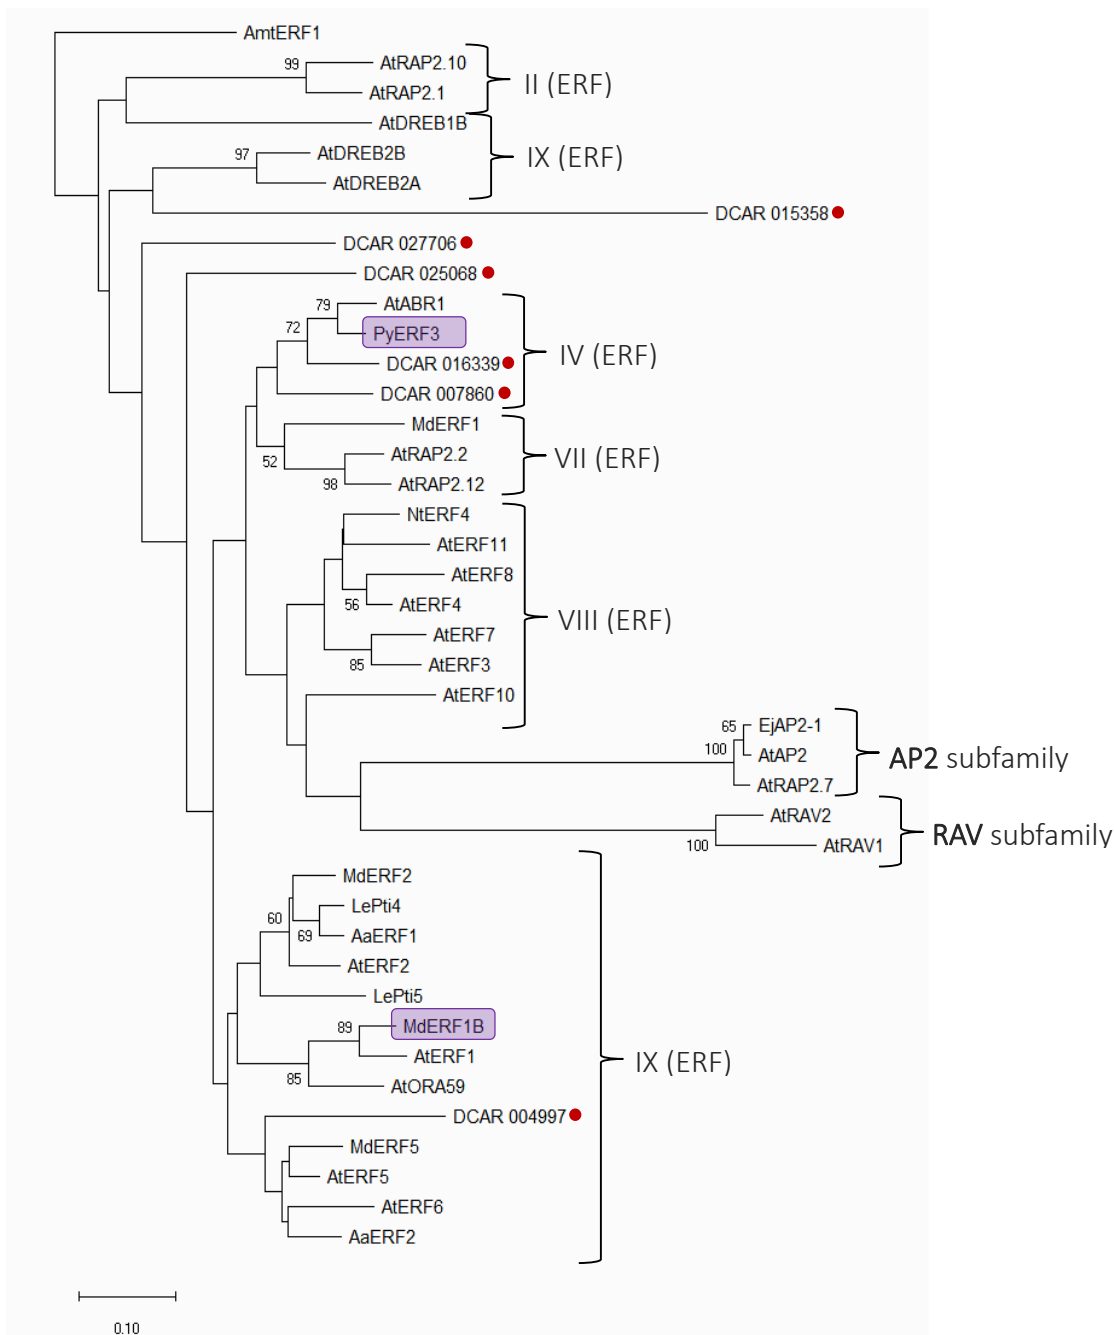 AmtERF1
99
AtRAP2.10
AtRAP2.1
II (ERF)
AtDREB1B
97
AtDREB2B
AtDREB2A
IX (ERF)
DCAR 015358
DCAR 027706
DCAR 025068
79
AtABR1
72
PyERF3
DCAR 016339
DCAR 007860
IV (ERF)
MdERF1
52
AtRAP2.2
98
AtRAP2.12
VII (ERF)
NtERF4
AtERF11
AtERF8
56
AtERF4
AtERF7
85
AtERF3
AtERF10
VIII (ERF)
65
EjAP2-1
100
AtAP2
AtRAP2.7
AP2 subfamily
AtRAV2
100
AtRAV1
RAV subfamily
MdERF2
60
LePti4
69
AaERF1
AtERF2
LePti5
89
MdERF1B
AtERF1
85
AtORA59
DCAR 004997
MdERF5
AtERF5
AtERF6
AaERF2
IX (ERF)
0.10